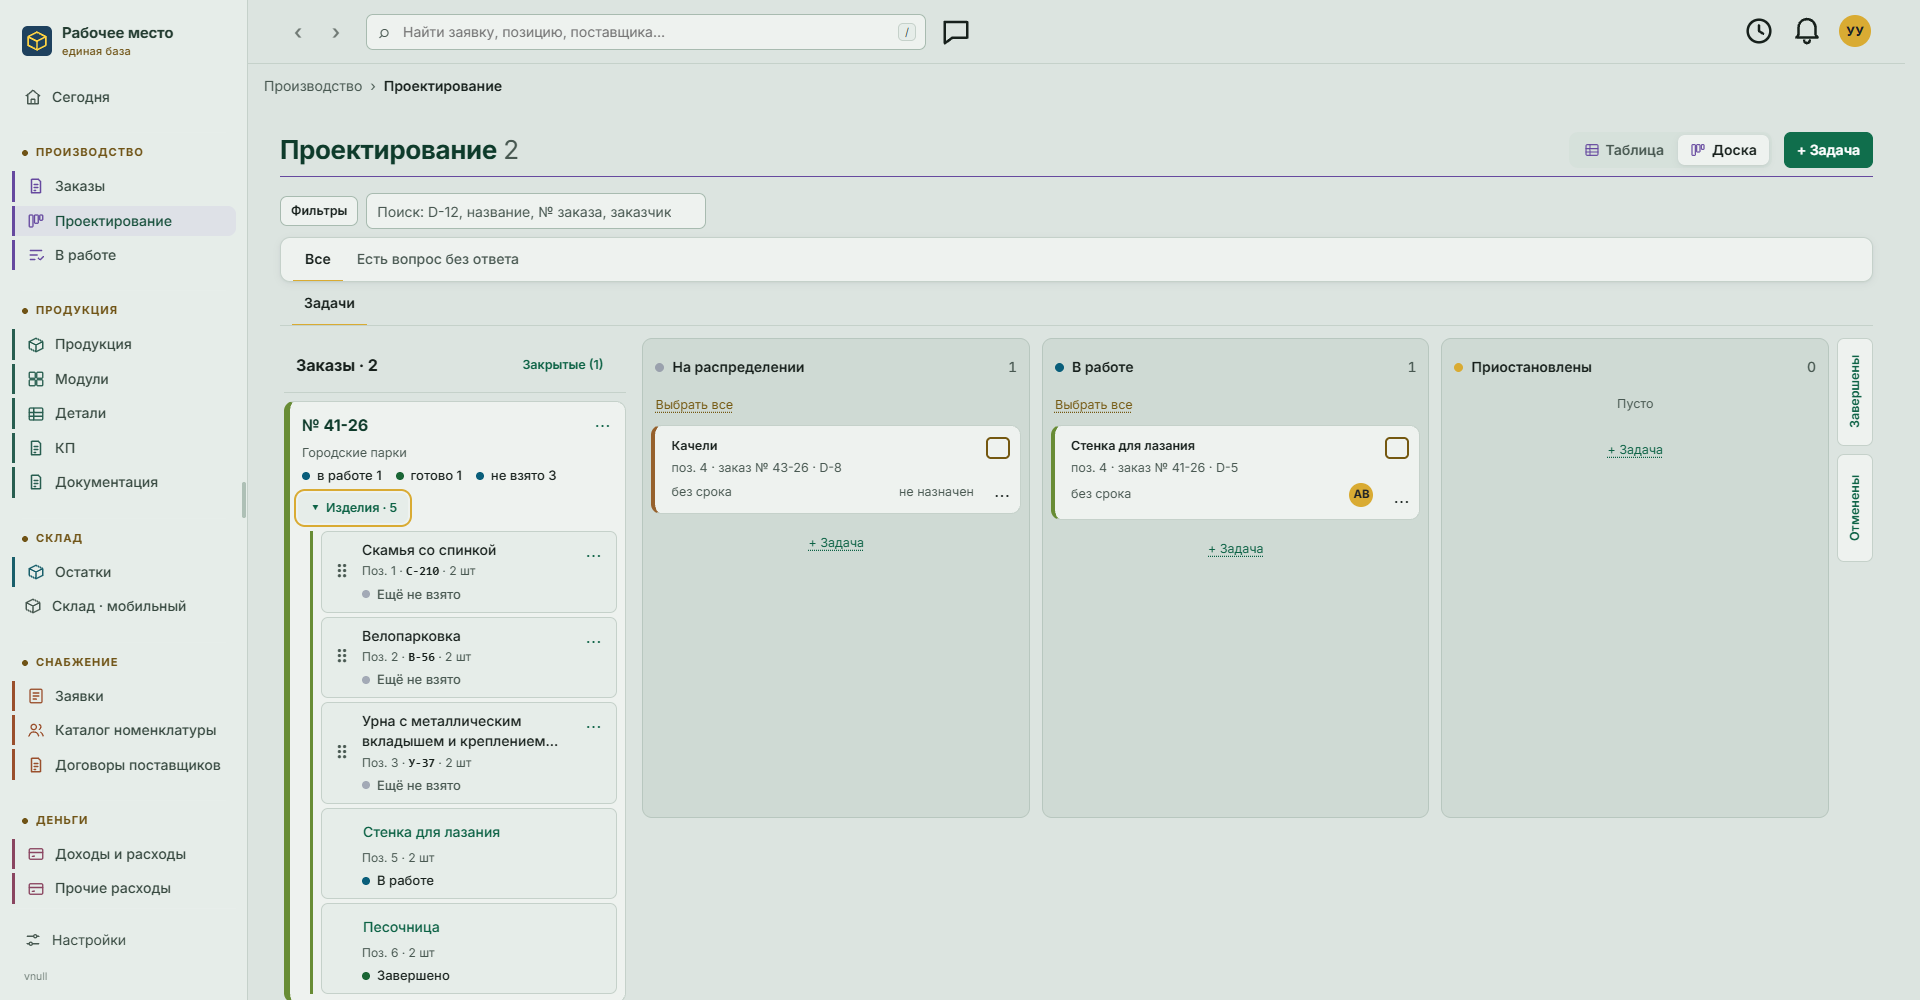 Рабочее место
единая база
Сегодня
ПРОИЗВОДСТВО
Заказы
Проектирование
В работе
ПРОДУКЦИЯ
Продукция
Модули
Детали
КП
Документация
СКЛАД
Остатки
Склад · мобильный
СНАБЖЕНИЕ
Заявки
Каталог номенклатуры
Договоры поставщиков
ДЕНЬГИ
Доходы и расходы
Прочие расходы
Настройки
vnull
Найти заявку, позицию, поставщика...
/
УУ
Производство › Проектирование
Проектирование 2
Таблица
Доска
+ Задача
Фильтры
Поиск: D-12, название, № заказа, заказчик
Все
Есть вопрос без ответа
Задачи
Заказы · 2
Закрытые (1)
№ 41-26
...
Городские парки
в работе 1
готово 1
не взято 3
Изделия · 5
Скамья со спинкой
...
Поз. 1 · С-210 · 2 шт
Ещё не взято
Велопарковка
...
Поз. 2 · В-56 · 2 шт
Ещё не взято
Урна с металлическим
вкладышем и креплением...
...
Поз. 3 · У-37 · 2 шт
Ещё не взято
Стенка для лазания
Поз. 5 · 2 шт
В работе
Песочница
Поз. 6 · 2 шт
Завершено
На распределении
1
Выбрать все
Качели
поз. 4 · заказ № 43-26 · D-8
без срока
не назначен
...
+ Задача
В работе
1
Выбрать все
Стенка для лазания
поз. 4 · заказ № 41-26 · D-5
без срока
АВ
...
+ Задача
Приостановлены
0
Пусто
+ Задача
Завершены
Отменены